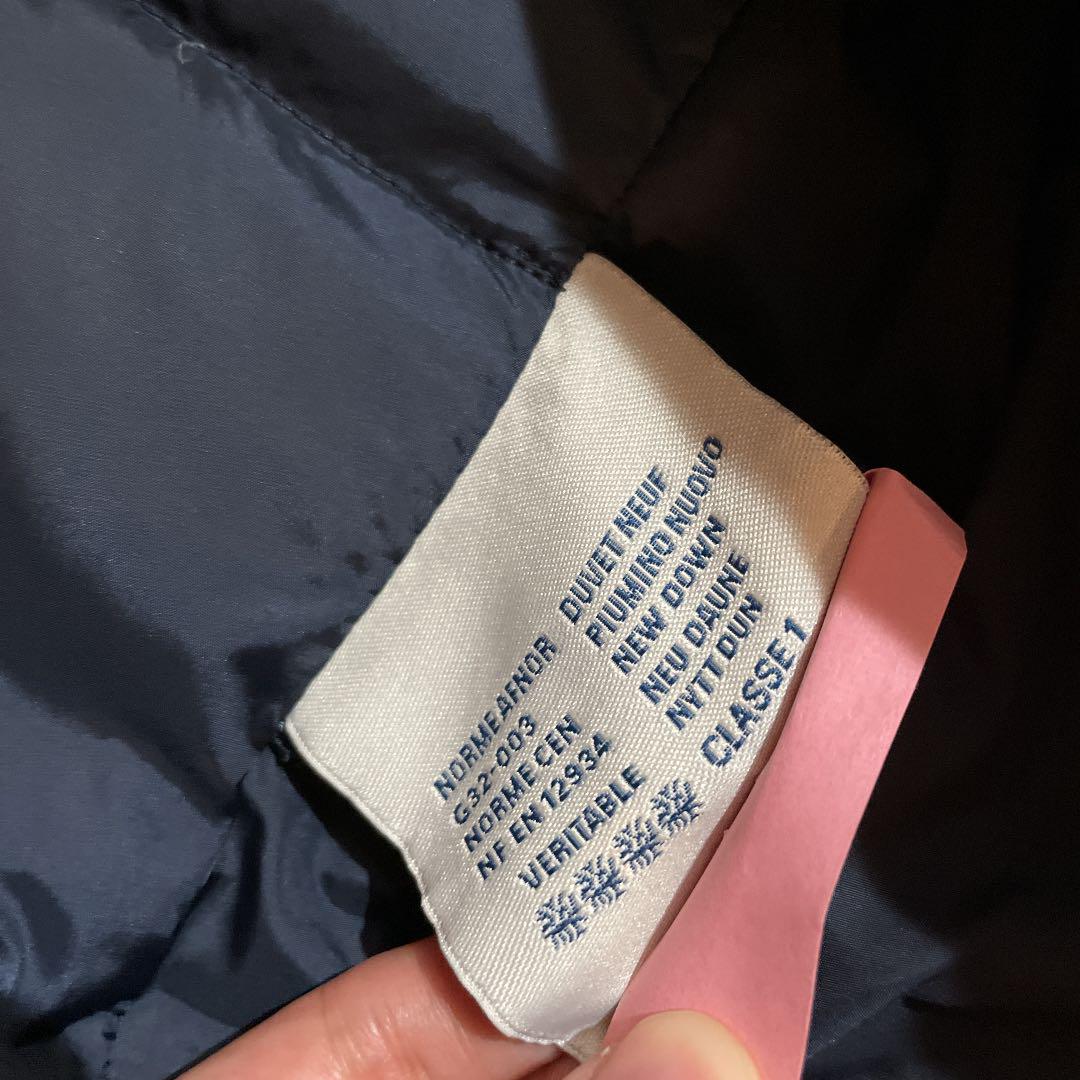 NORME AFNOR
G32-003
NORME CEN
NF EN 12934
VERITABLE
DUVET NEUF
PIUMINO NUOVO
NEW DOWN
NEU DAUNE
NYTT DUN
CLASSE 1